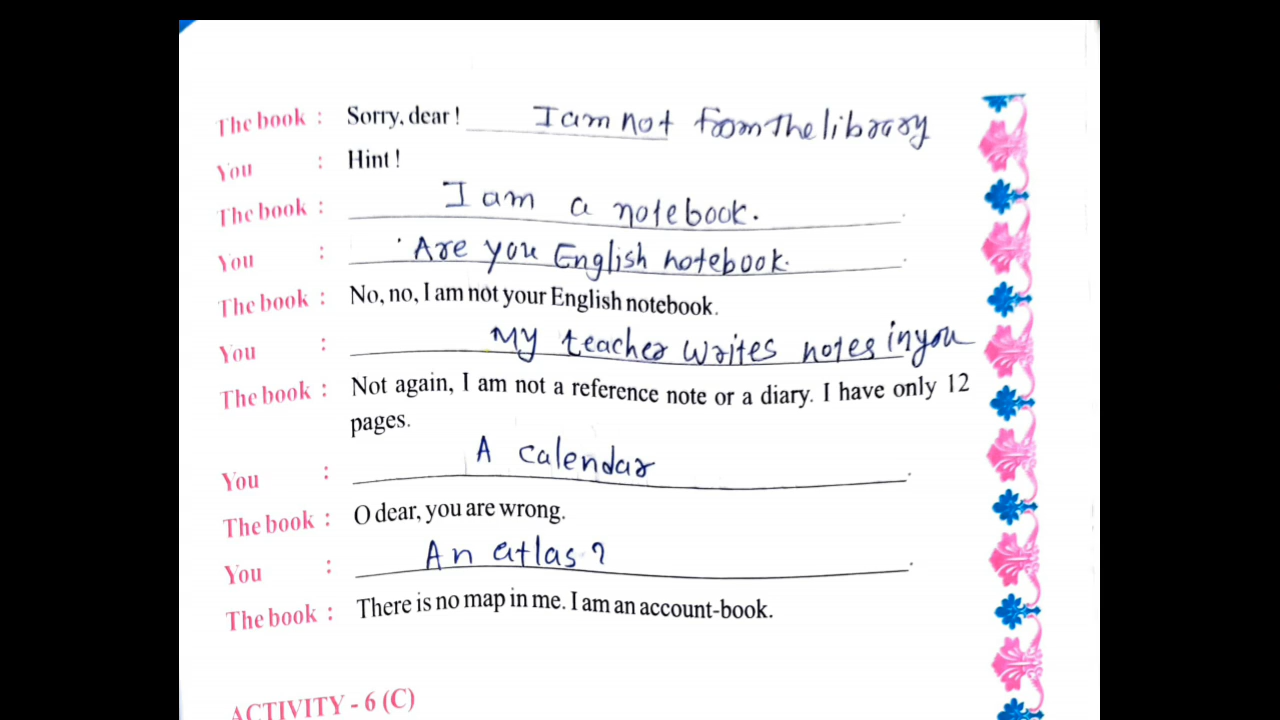 The book : Sorry, dear ! I am not from the library
You : Hint !
The book : I am a notebook.
You : Are you English notebook.
The book : No, no, I am not your English notebook.
You : My teacher writes notes in you
The book : Not again, I am not a reference note or a diary. I have only 12
pages.
You : A calendar .
The book : O dear, you are wrong.
You : An atlas ? .
The book : There is no map in me. I am an account-book.
ACTIVITY - 6 (C)